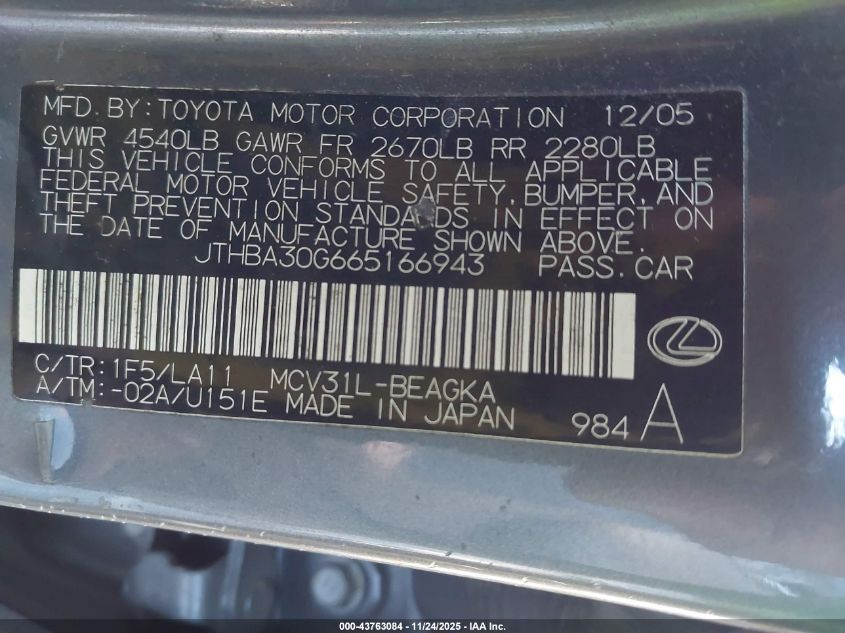 MFD. BY: TOYOTA MOTOR CORPORATION 12/05
GVWR 4540LB GAWR FR 2670LB RR 2280LB
THIS VEHICLE CONFORMS TO ALL APPLICABLE
FEDERAL MOTOR VEHICLE SAFETY, BUMPER, AND
THEFT PREVENTION STANDARDS IN EFFECT ON
THE DATE OF MANUFACTURE SHOWN ABOVE.
JTHBA30G665166943 PASS. CAR
C/TR: 1F5/LA11 MCV31L-BEAGKA
A/TM: -02A/U151E MADE IN JAPAN 984 A
000-43763084 - 11/24/2025 - IAA Inc.